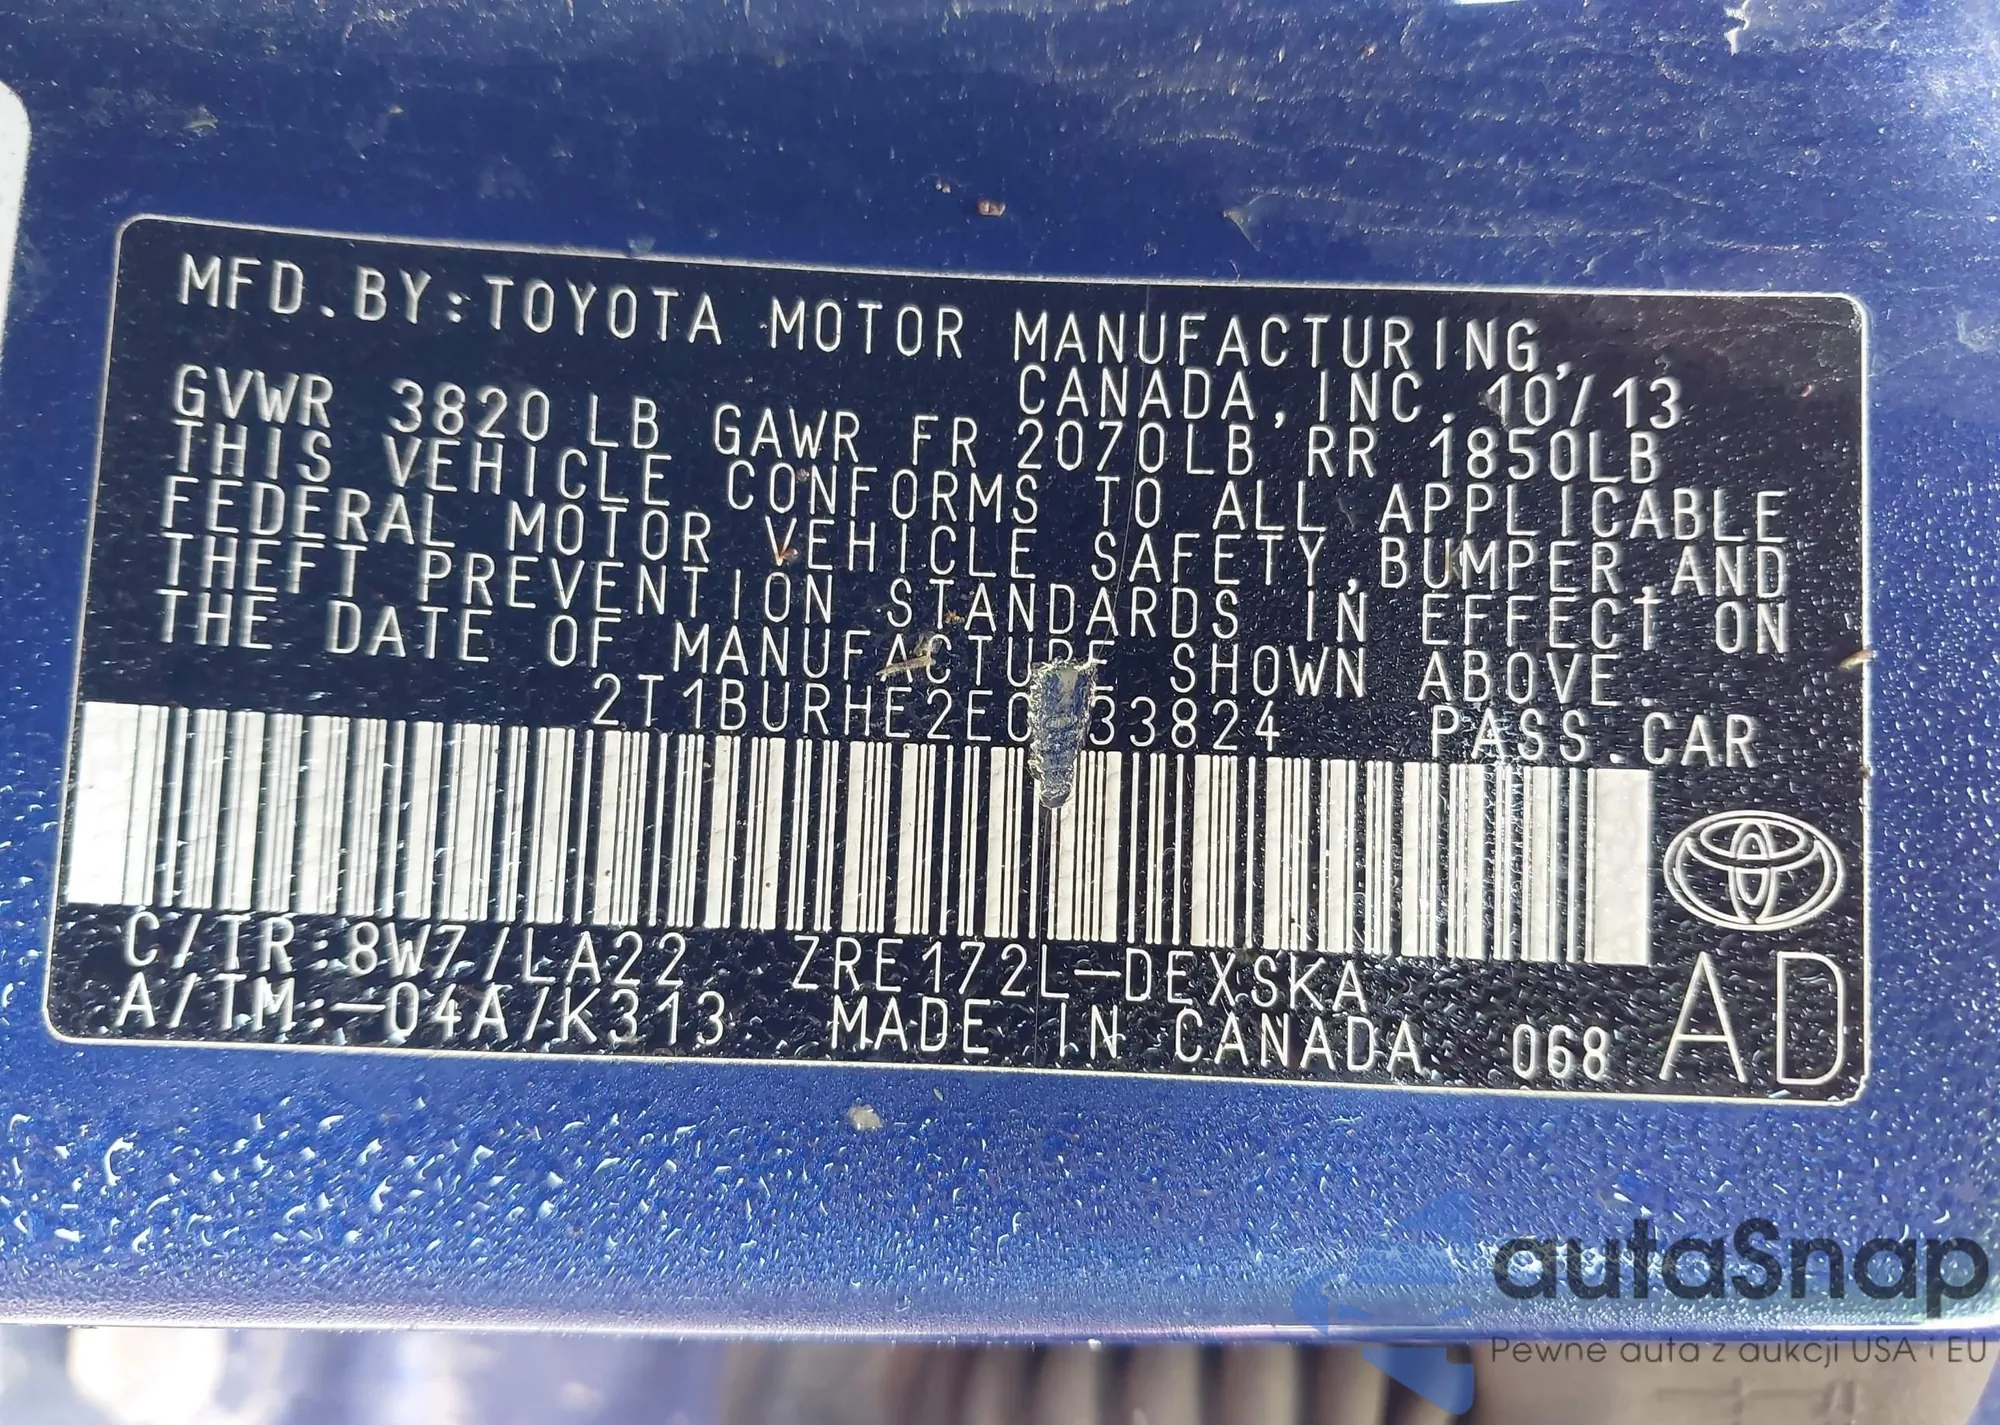 MFD.BY:TOYOTA MOTOR MANUFACTURING,
CANADA,INC. 10/13
GVWR 3820 LB GAWR FR 2070LB RR 1850LB
THIS VEHICLE CONFORMS TO ALL APPLICABLE
FEDERAL MOTOR VEHICLE SAFETY,BUMPER,AND
THEFT PREVENTION STANDARDS IN EFFECT ON
THE DATE OF MANUFACTURE SHOWN ABOVE.
PASS.CAR
C/TR:8W7/LA22 ZRE172L-DEXSKA
A/TM:-04A/K313 MADE IN CANADA 068
AD
autaSnap
Pewne auta z aukcji USA i EU